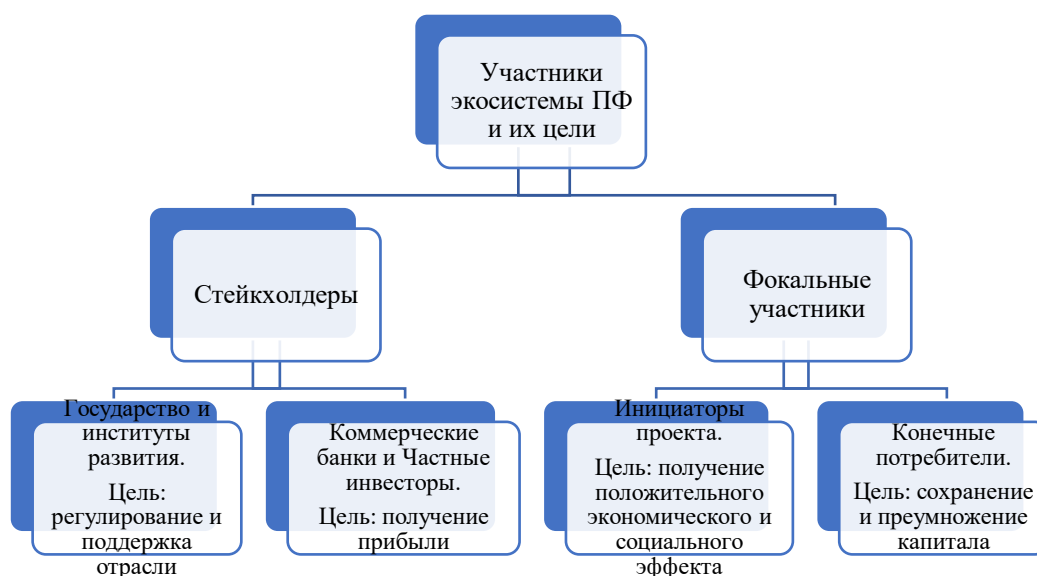 Участники
экосистемы ПФ
и их цели
Стейкхолдеры
Фокальные
участники
Государство и
институты
развития.
Цель:
регулирование и
поддержка
отрасли
Коммерческие
банки и Частные
инвесторы.
Цель: получение
прибыли
Инициаторы
проекта.
Цель: получение
положительного
экономического и
социального
эффекта
Конечные
потребители.
Цель: сохранение
и преумножение
капитала